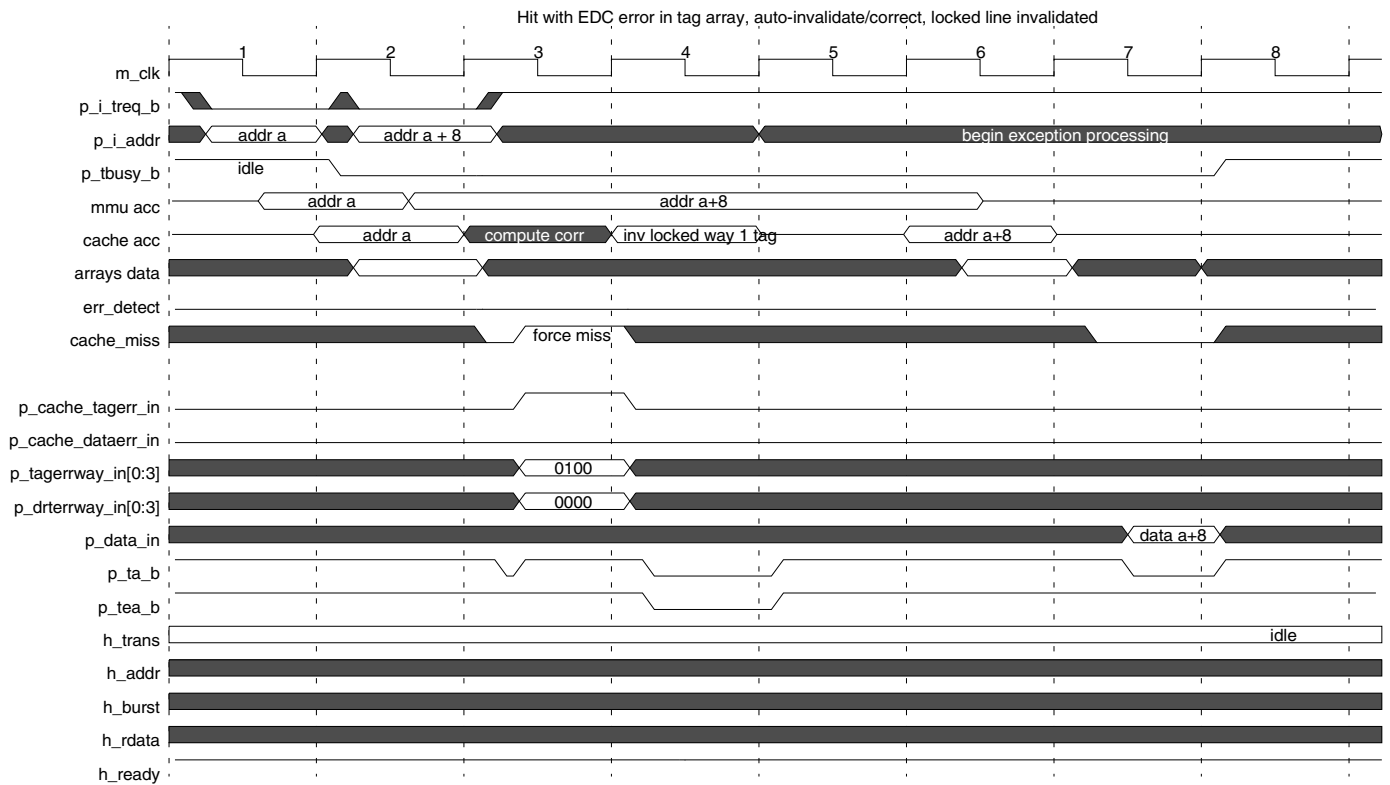 Hit with EDC error in tag array, auto-invalidate/correct, locked line invalidated
1 2 3 4 5 6 7 8
m_clk
p_i_treq_b
p_i_addr addr a addr a + 8 begin exception processing
p_tbusy_b idle
mmu acc addr a addr a+8
cache acc addr a compute corr inv locked way 1 tag addr a+8
arrays data
err_detect
cache_miss force miss
p_cache_tagerr_in
p_cache_dataerr_in
p_tagerrway_in[0:3] 0100
p_drterrway_in[0:3] 0000
p_data_in data a+8
p_ta_b
p_tea_b
h_trans idle
h_addr
h_burst
h_rdata
h_ready